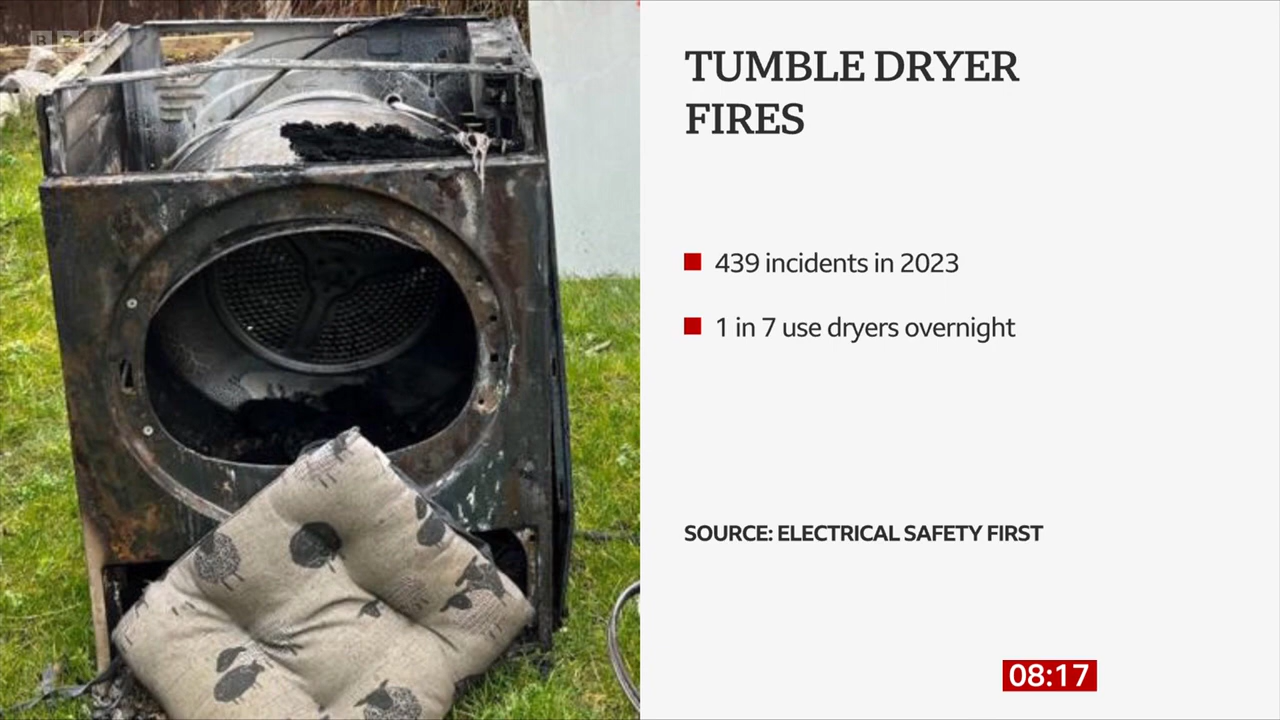 BBC
TUMBLE DRYER
FIRES
439 incidents in 2023
1 in 7 use dryers overnight
SOURCE: ELECTRICAL SAFETY FIRST
08:17